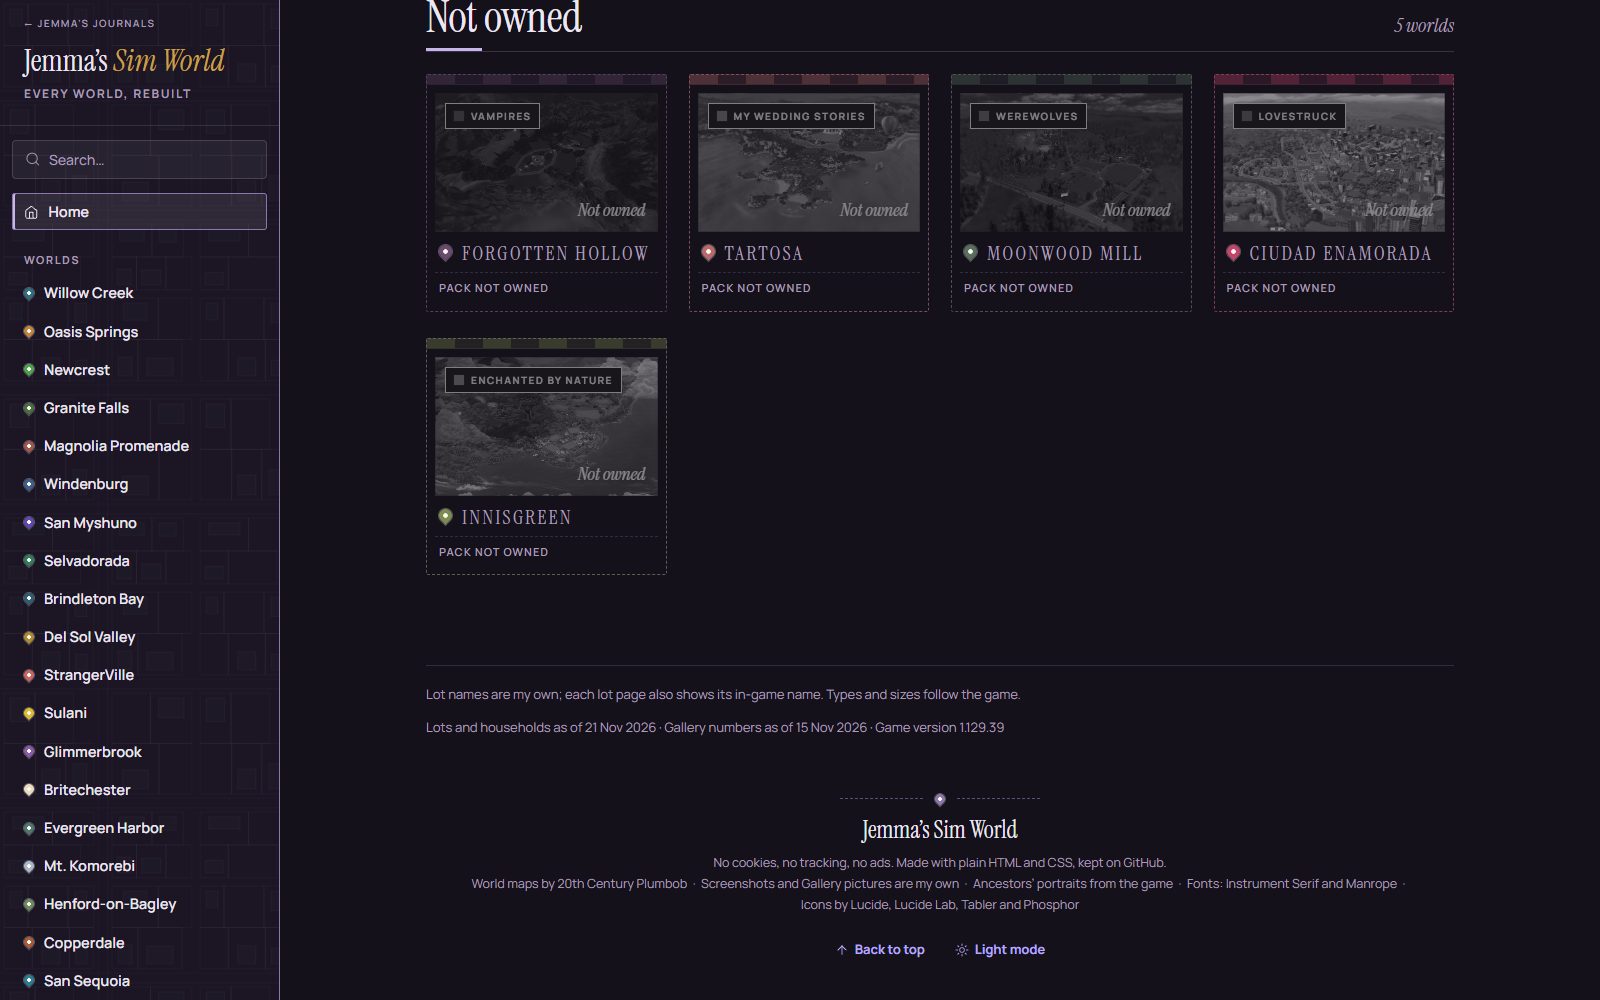 ← JEMMA'S JOURNALS
Jemma's Sim World
EVERY WORLD, REBUILT
Search...
Home
WORLDS
Willow Creek
Oasis Springs
Newcrest
Granite Falls
Magnolia Promenade
Windenburg
San Myshuno
Selvadorada
Brindleton Bay
Del Sol Valley
StrangerVille
Sulani
Glimmerbrook
Britechester
Evergreen Harbor
Mt. Komorebi
Henford-on-Bagley
Copperdale
San Sequoia
Not owned
5 worlds
VAMPIRES
Not owned
FORGOTTEN HOLLOW
PACK NOT OWNED
MY WEDDING STORIES
Not owned
TARTOSA
PACK NOT OWNED
WEREWOLVES
Not owned
MOONWOOD MILL
PACK NOT OWNED
LOVESTRUCK
Not owned
CIUDAD ENAMORADA
PACK NOT OWNED
ENCHANTED BY NATURE
Not owned
INNISGREEN
PACK NOT OWNED
Lot names are my own; each lot page also shows its in-game name. Types and sizes follow the game.
Lots and households as of 21 Nov 2026 · Gallery numbers as of 15 Nov 2026 · Game version 1.129.39
Jemma's Sim World
No cookies, no tracking, no ads. Made with plain HTML and CSS, kept on GitHub.
World maps by 20th Century Plumbob · Screenshots and Gallery pictures are my own · Ancestors' portraits from the game · Fonts: Instrument Serif and Manrope ·
Icons by Lucide, Lucide Lab, Tabler and Phosphor
↑ Back to top
Light mode